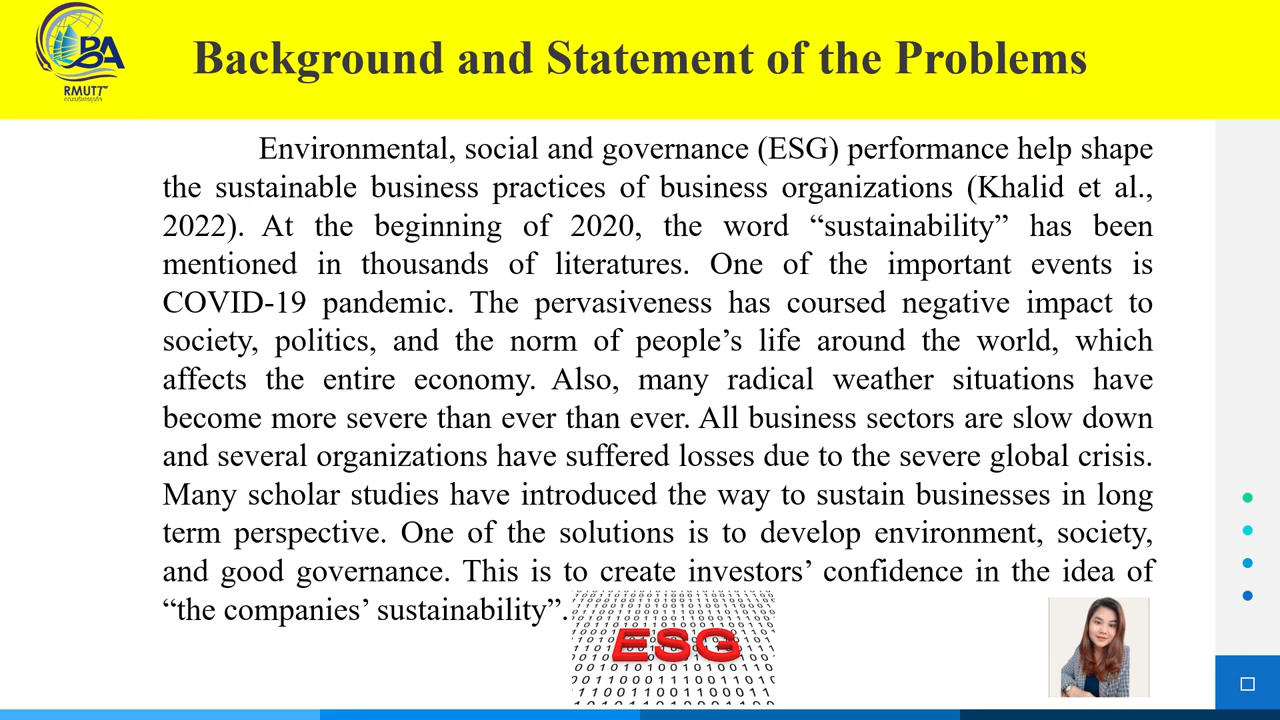 BA
RMUTT
Background and Statement of the Problems
Environmental, social and governance (ESG) performance help shape
the sustainable business practices of business organizations (Khalid et al.,
2022). At the beginning of 2020, the word “sustainability” has been
mentioned in thousands of literatures. One of the important events is
COVID-19 pandemic. The pervasiveness has coursed negative impact to
society, politics, and the norm of people’s life around the world, which
affects the entire economy. Also, many radical weather situations have
become more severe than ever than ever. All business sectors are slow down
and several organizations have suffered losses due to the severe global crisis.
Many scholar studies have introduced the way to sustain businesses in long
term perspective. One of the solutions is to develop environment, society,
and good governance. This is to create investors’ confidence in the idea of
“the companies’ sustainability”.
ESG